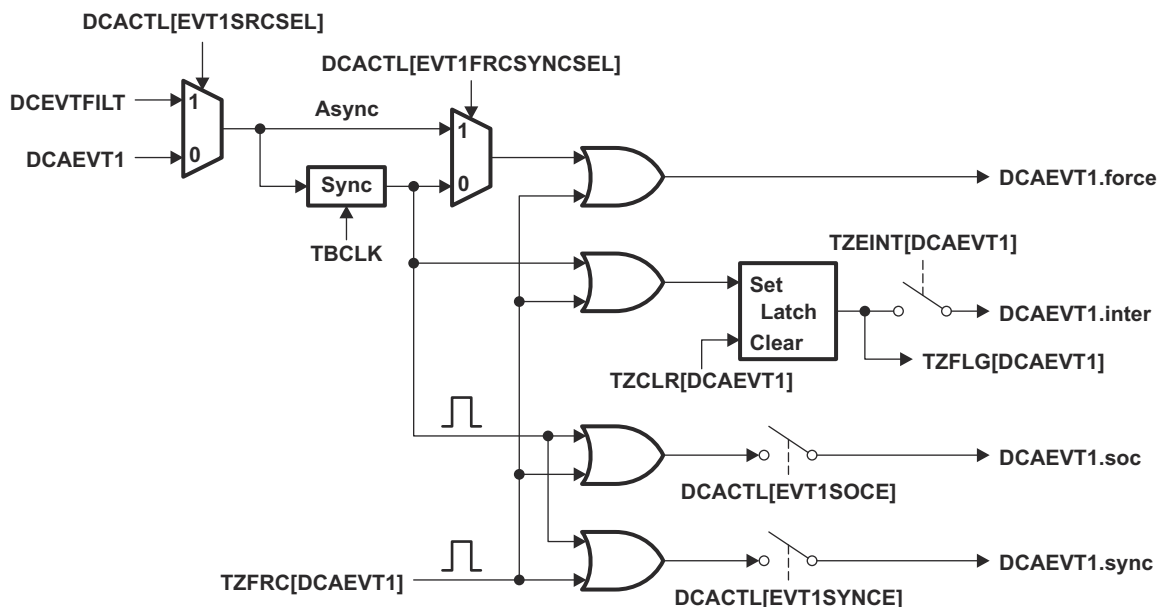 DCACTL[EVT1SRCSEL]
DCACTL[EVT1FRCSYNCSEL]
DCEVTFILT
1
Async
1
DCAEVT1
0
Sync
0
DCAEVT1.force
TBCLK
TZEINT[DCAEVT1]
Set
Latch
DCAEVT1.inter
Clear
TZCLR[DCAEVT1]
TZFLG[DCAEVT1]
DCAEVT1.soc
DCACTL[EVT1SOCE]
TZFRC[DCAEVT1]
DCAEVT1.sync
DCACTL[EVT1SYNCE]